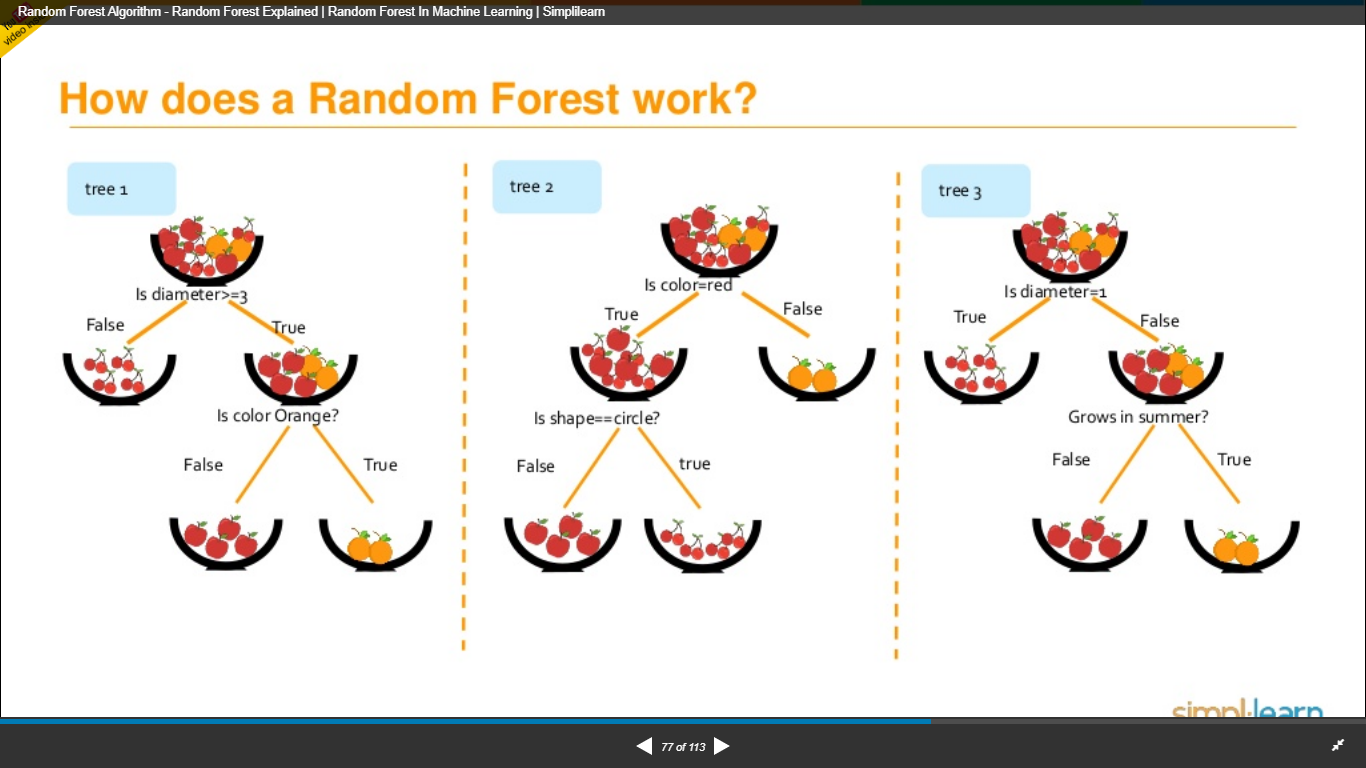 Random Forest Algorithm - Random Forest Explained | Random Forest In Machine Learning | Simplilearn
video
How does a Random Forest work?
tree 1
Is diameter>=3
False
True
Is color Orange?
False
True
tree 2
Is color=red
True
False
Is shape==circle?
False
true
tree 3
Is diameter=1
True
False
Grows in summer?
False
True
simplilearn
77 of 113